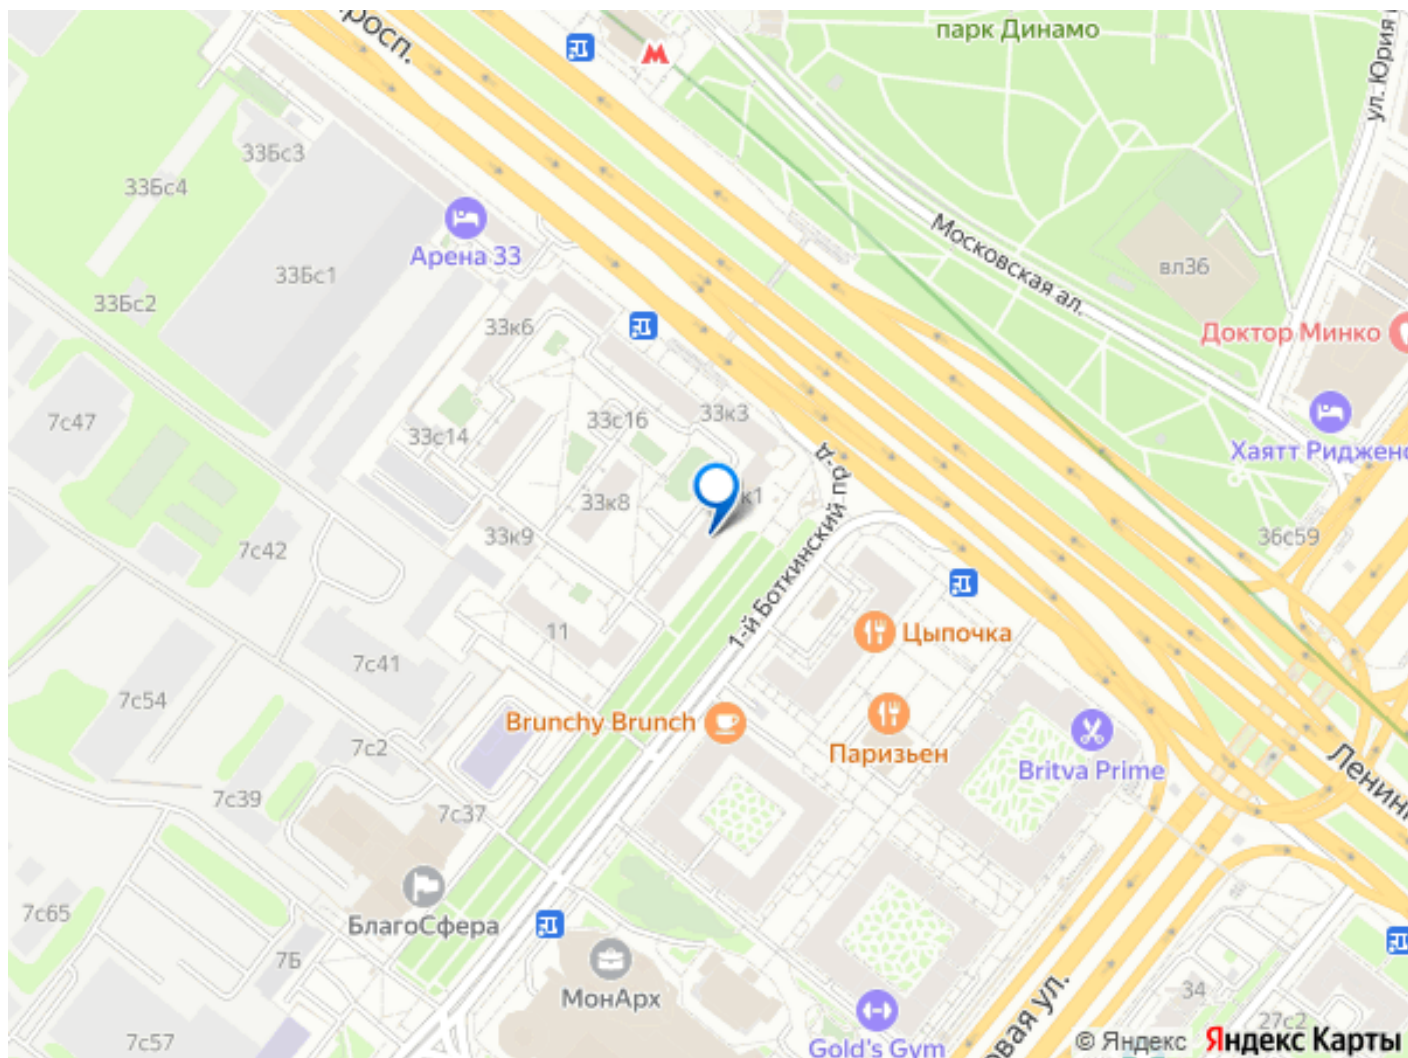 просп.
парк Динамо
ул. Юрия
33Бс3
33Бс4
Арена 33
Московская ал.
вл36
33Бс1
33Бс2
33к6
Доктор Минко
7с47
33с16
33к3
33с14
пр-д
Хаятт Ридженс
33к8
к1
33к9
7с42
36с59
1-й Боткинский
11
Цыпочка
7с41
7с54
Brunchy Brunch
7с2
Паризьен
Britva Prime
Ленинг
7с39
7с37
7с65
БлагоСфера
7Б
МонАрх
34
овая ул.
27с2
7с57
Gold's Gym
© Яндекс Яндекс Карты